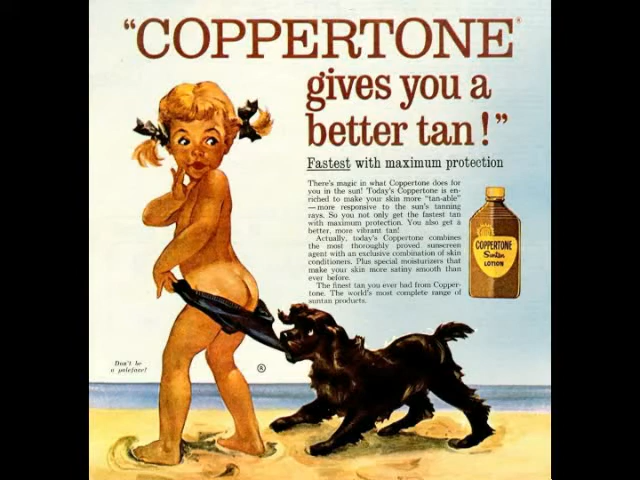 "COPPERTONE®
gives you a
better tan!"
Fastest with maximum protection
There's magic in what Coppertone does for
you in the sun! Today's Coppertone is en-
riched to make your skin more "tan-able"
—more responsive to the sun's tanning
rays. So you not only get the fastest tan
with maximum protection. You also get a
better, more vibrant tan!
Actually, today's Coppertone combines
the most thoroughly proved sunscreen
agent with an exclusive combination of skin
conditioners. Plus special moisturizers that
make your skin more satiny smooth than
ever before.
The finest tan you ever had from Copper-
tone. The world's most complete range of
suntan products.
COPPERTONE
Suntan
LOTION
Don't be
a paleface!
®